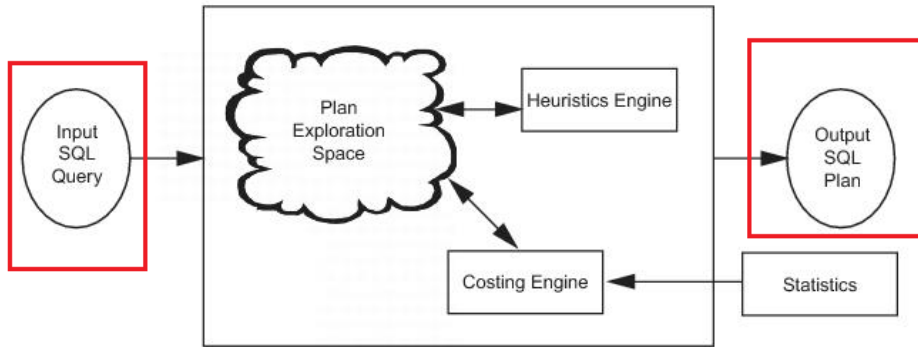 Input
SQL
Query
Plan
Exploration
Space
Heuristics Engine
Costing Engine
Output
SQL
Plan
Statistics